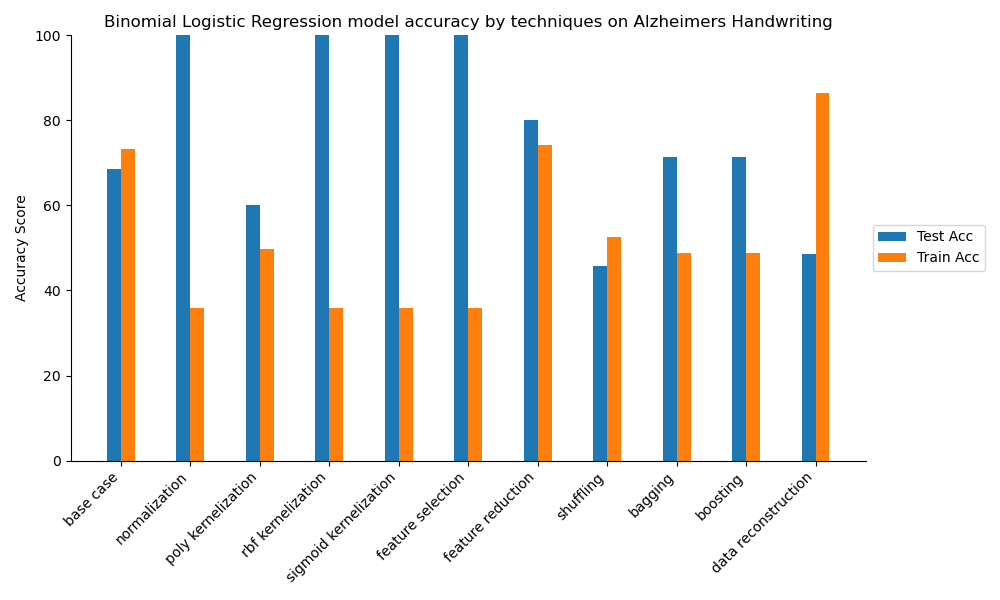 Binomial Logistic Regression model accuracy by techniques on Alzheimers Handwriting
100
80
60
40
20
0
Accuracy Score
Test Acc
Train Acc
base case
normalization
poly kernelization
rbf kernelization
sigmoid kernelization
feature selection
feature reduction
shuffling
bagging
boosting
data reconstruction